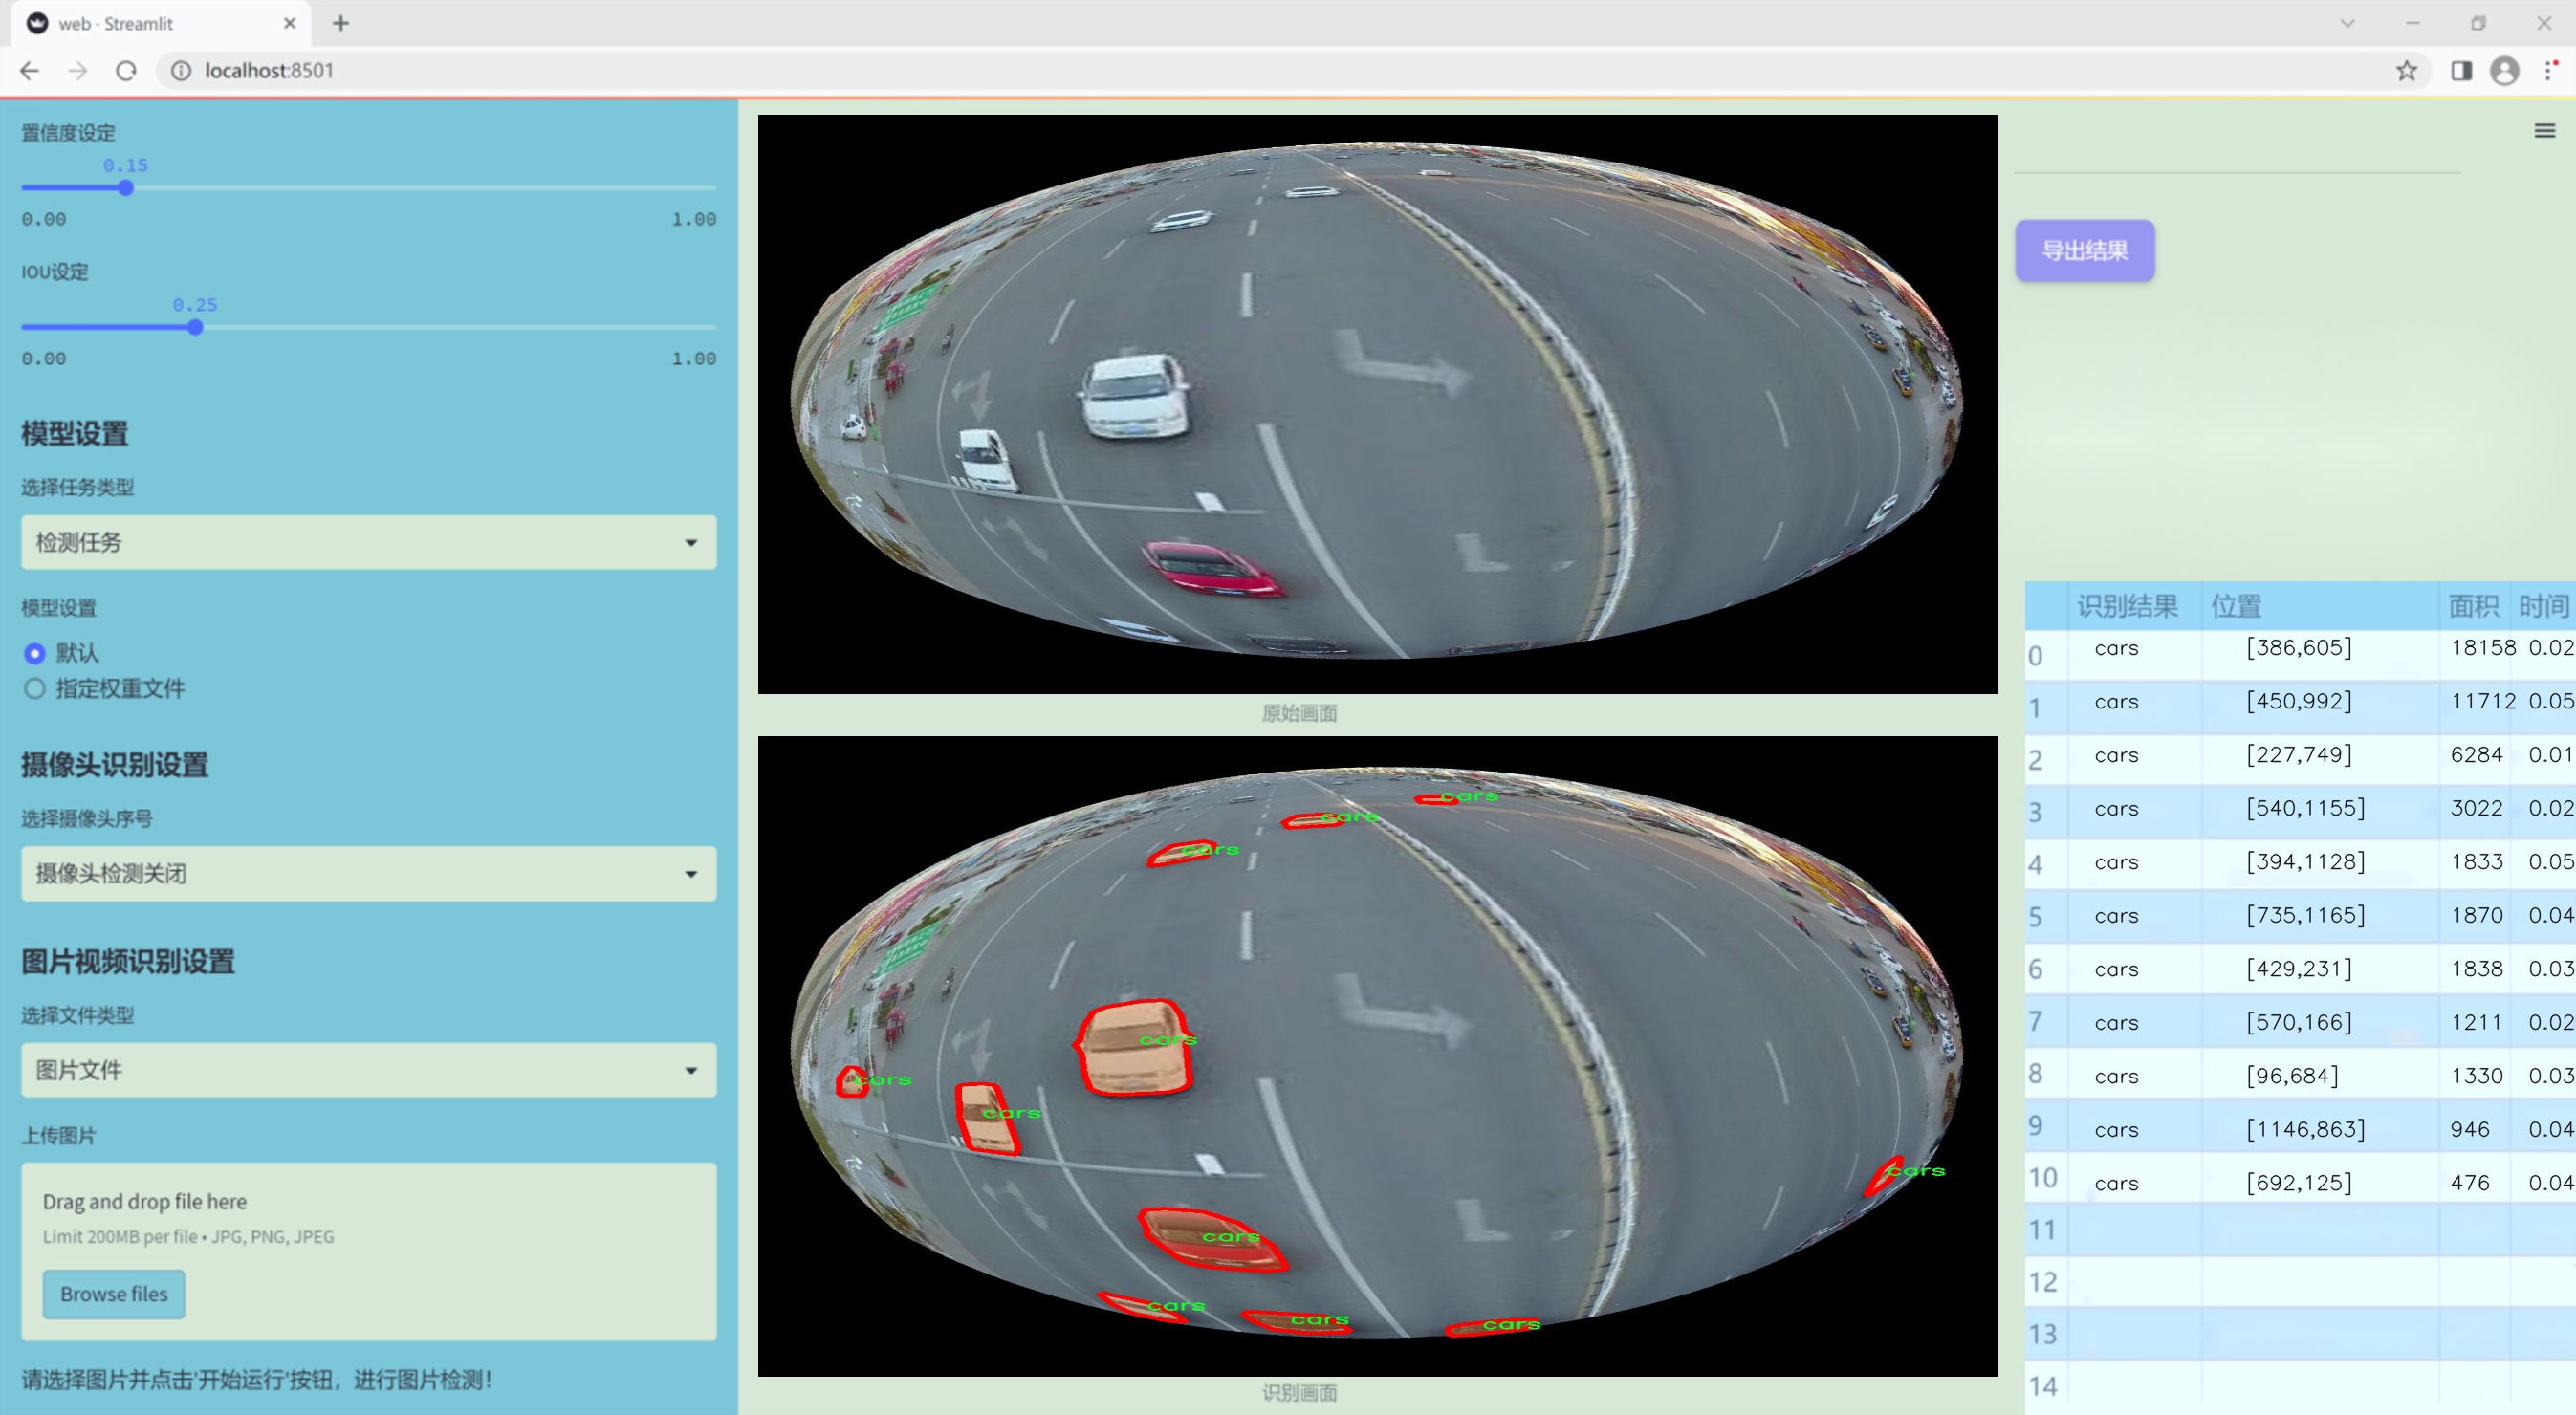 web · Streamlit
localhost:8501
置信度设定
0.15
0.00 1.00
IOU设定
0.25
0.00 1.00
模型设置
选择任务类型
检测任务
模型设置
默认
指定权重文件
摄像头识别设置
选择摄像头序号
摄像头检测关闭
图片视频识别设置
选择文件类型
图片文件
上传图片
Drag and drop file here
Limit 200MB per file • JPG, PNG, JPEG
Browse files
请选择图片并点击'开始运行'按钮，进行图片检测！
原始画面
cars
cars
cars
cars
cars
cars
cars
cars
cars
cars
cars
识别画面
导出结果
识别结果 位置 面积 时间
0 cars [386,605] 18158 0.02
1 cars [450,992] 11712 0.05
2 cars [227,749] 6284 0.01
3 cars [540,1155] 3022 0.02
4 cars [394,1128] 1833 0.05
5 cars [735,1165] 1870 0.04
6 cars [429,231] 1838 0.03
7 cars [570,166] 1211 0.02
8 cars [96,684] 1330 0.03
9 cars [1146,863] 946 0.04
10 cars [692,125] 476 0.04
11
12
13
14